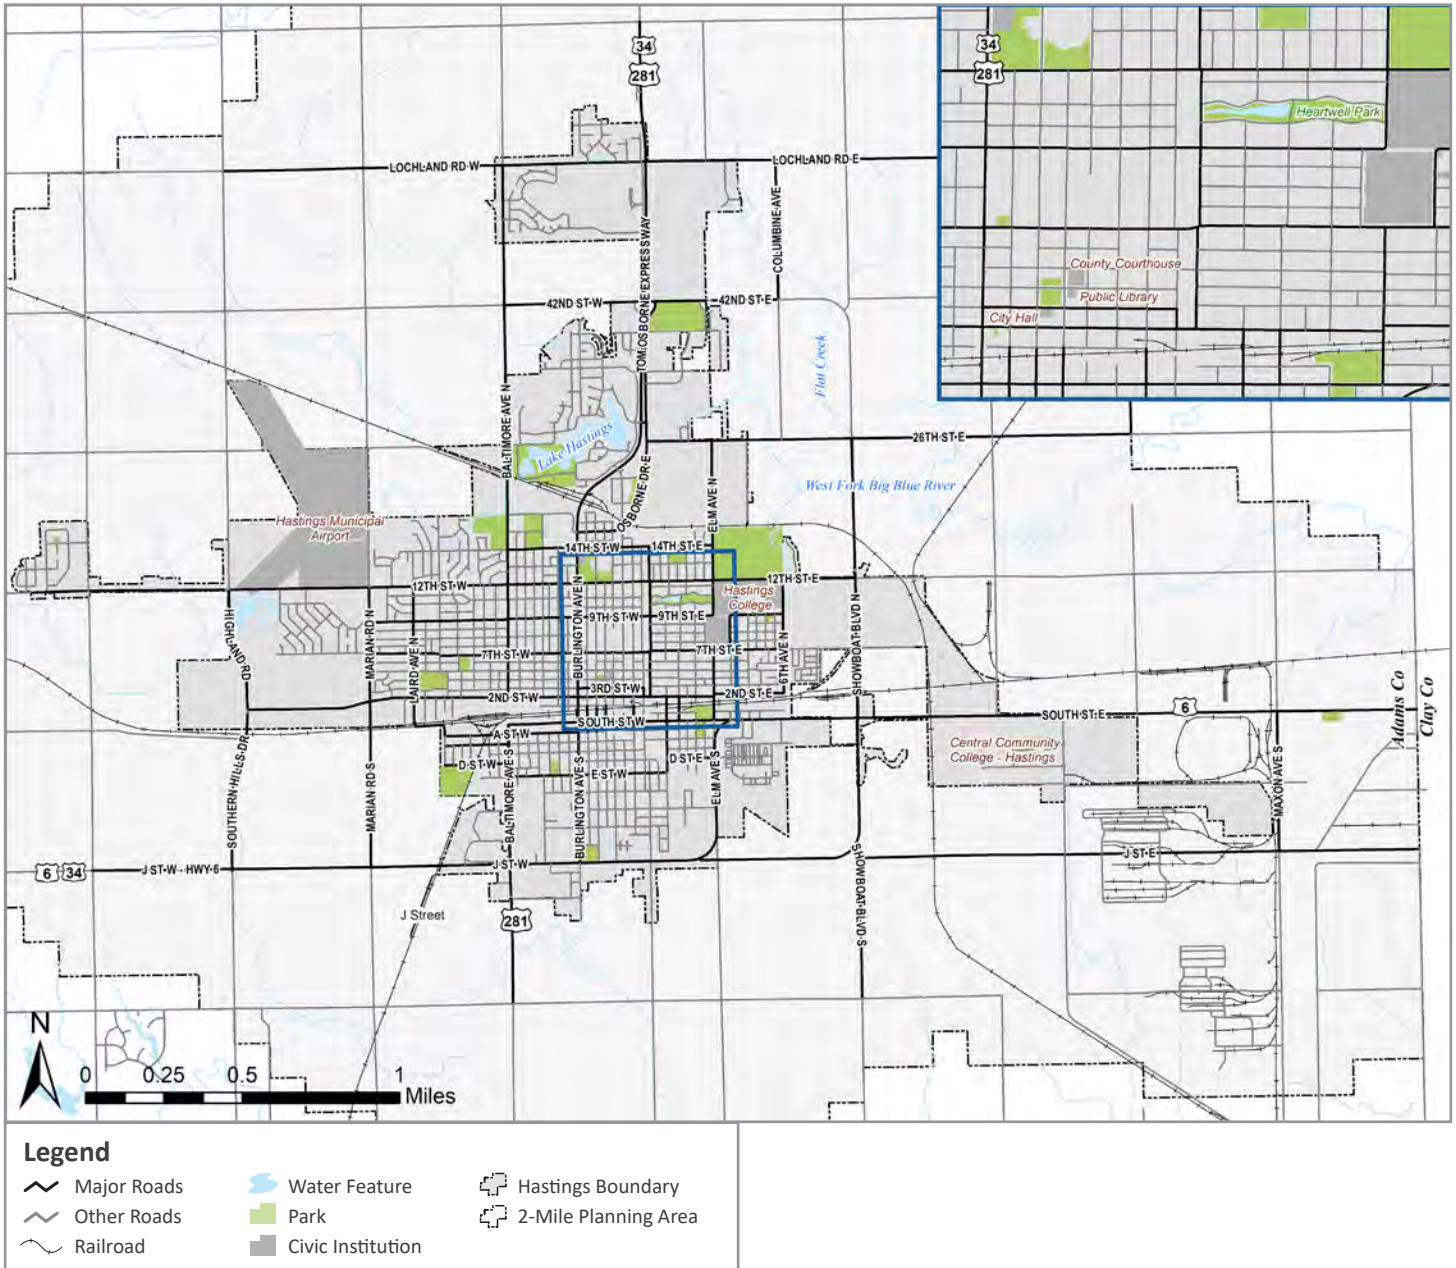 34
281
34
281
Heartwell Park
County Courthouse
Public Library
City Hall
LOCHLAND RD W
LOCHLAND RD E
COLUMBINE AVE
TOM OSBORNE EXPRESSWAY
42ND ST W
42ND ST E
Flat Creek
BALTIMORE AVE N
Lake Hastings
OSBORNE DR E
ELM AVE N
26TH ST E
West Fork Big Blue River
Hastings Municipal
Airport
14TH ST W
14TH ST E
12TH ST W
12TH ST E
Hastings
College
HIGHLAND RD
MARIAN RD N
LAIRD AVE N
BURLINGTON AVE N
9TH ST W
9TH ST E
7TH ST W
7TH ST E
6TH AVE N
SHOWBOAT BLVD N
3RD ST W
2ND ST W
2ND ST E
SOUTH ST W
SOUTH ST E
6
Adams Co
Clay Co
A ST W
D ST W
D ST E
E ST W
Central Community
College - Hastings
SOUTHERN HILLS DR
MARIAN RD S
BALTIMORE AVE S
BURLINGTON AVE S
ELM AVE S
SHOWBOAT BLVD S
MAXON AVE S
6
34
J ST W - HWY 6
J ST W
J ST E
J Street
281
N
0
0.25
0.5
1
Miles
Legend
Major Roads
Water Feature
Hastings Boundary
Other Roads
Park
2-Mile Planning Area
Railroad
Civic Institution